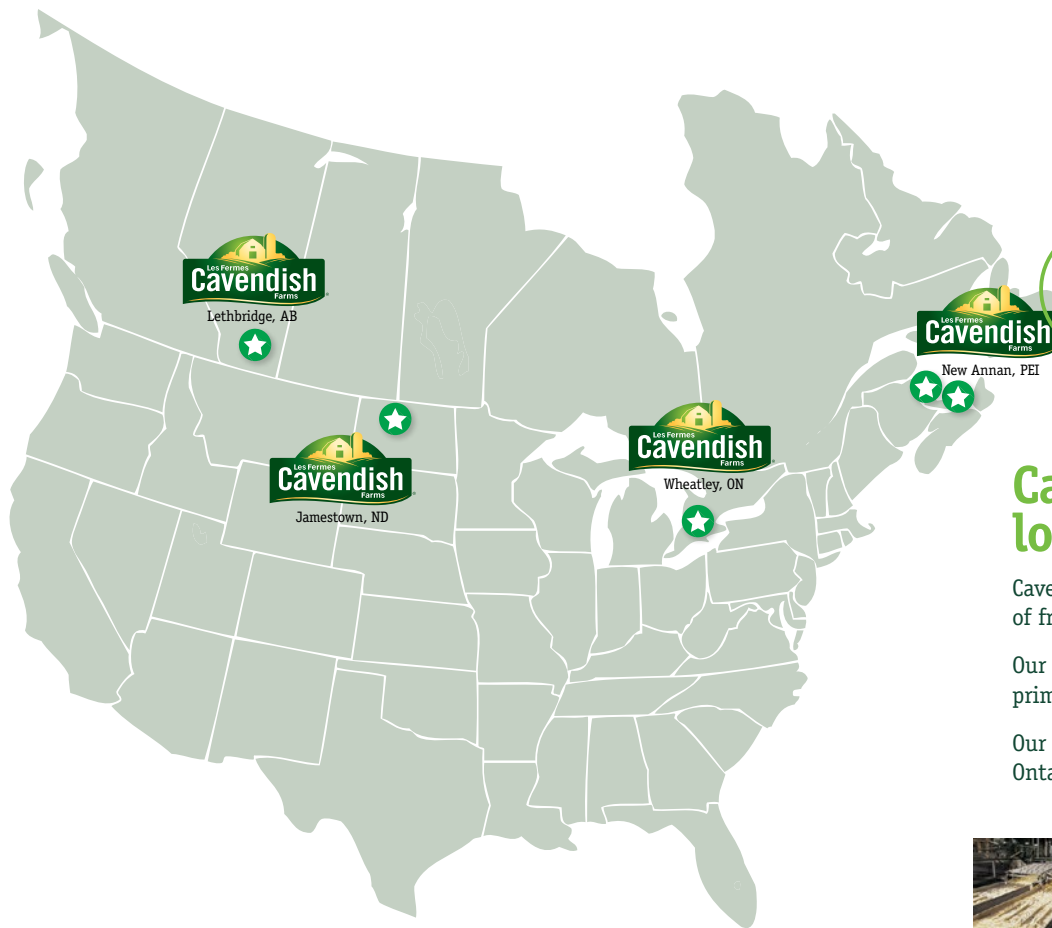 Les Fermes
Cavendish
Farms
Lethbridge, AB
Les Fermes
Cavendish
Farms
New Annan, PEI
Les Fermes
Cavendish
Farms
Wheatley, ON
Les Fermes
Cavendish
Farms
Jamestown, ND
Ca
lo
Cave
of fr
Our
prim
Our
Onta